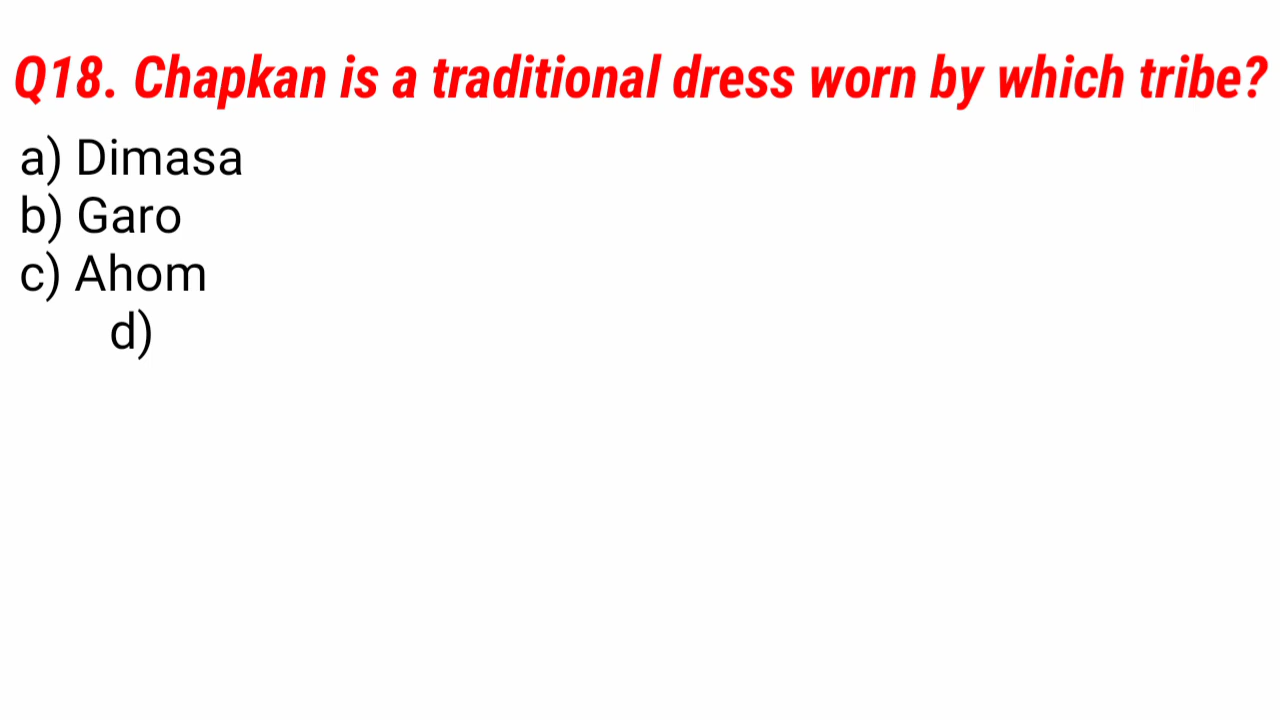 Q18. Chapkan is a traditional dress worn by which tribe?
a) Dimasa
b) Garo
c) Ahom
d)